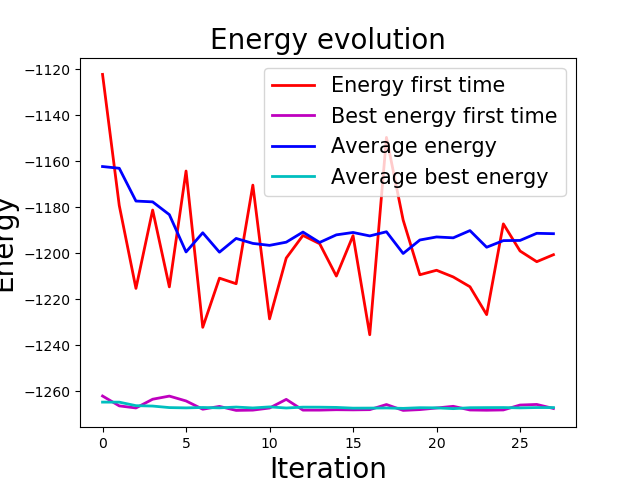 Energy evolution
Energy
−1120
−1140
−1160
−1180
−1200
−1220
−1240
−1260
Energy first time
Best energy first time
Average energy
Average best energy
0 5 10 15 20 25
Iteration